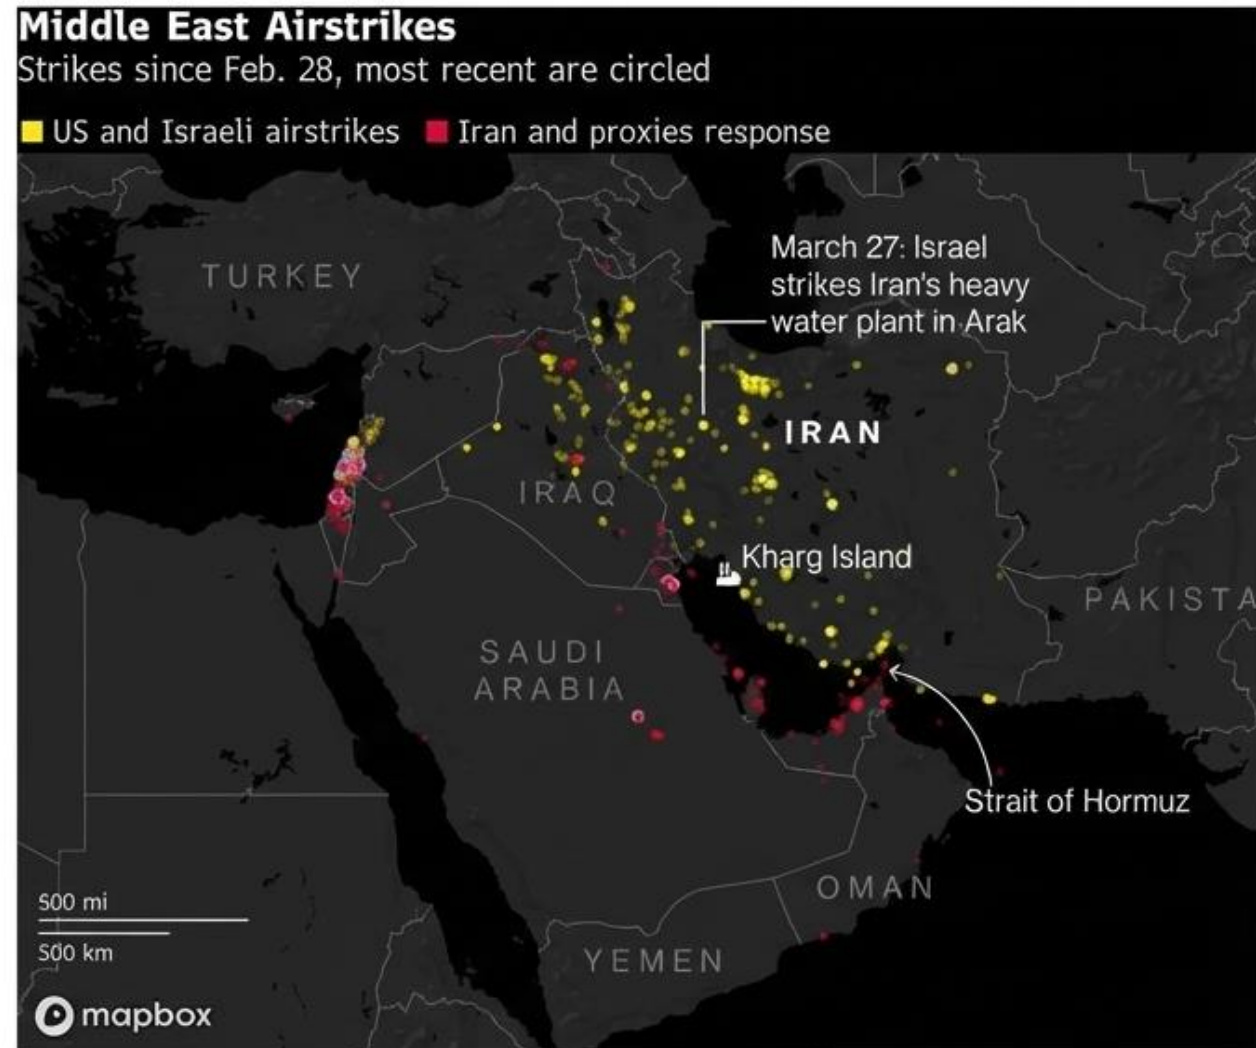 Middle East Airstrikes
Strikes since Feb. 28, most recent are circled
US and Israeli airstrikes
Iran and proxies response
March 27: Israel
strikes Iran's heavy
water plant in Arak
TURKEY
IRAN
IRAQ
Kharg Island
PAKISTA
SAUDI
ARABIA
Strait of Hormuz
OMAN
500 mi
500 km
YEMEN
mapbox